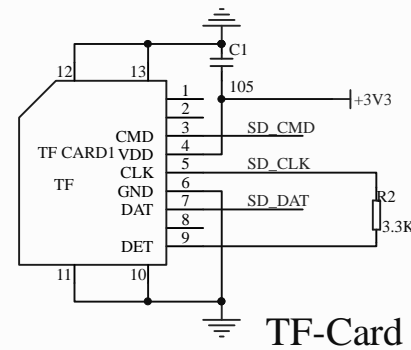 C1
12
13
105
+3V3
1
2
CMD 3 SD_CMD
TF CARD1 VDD 4
CLK 5 SD_CLK
GND 6
TF
DAT 7 SD_DAT
R2
8
3.3K
DET 9
11
10
TF-Card